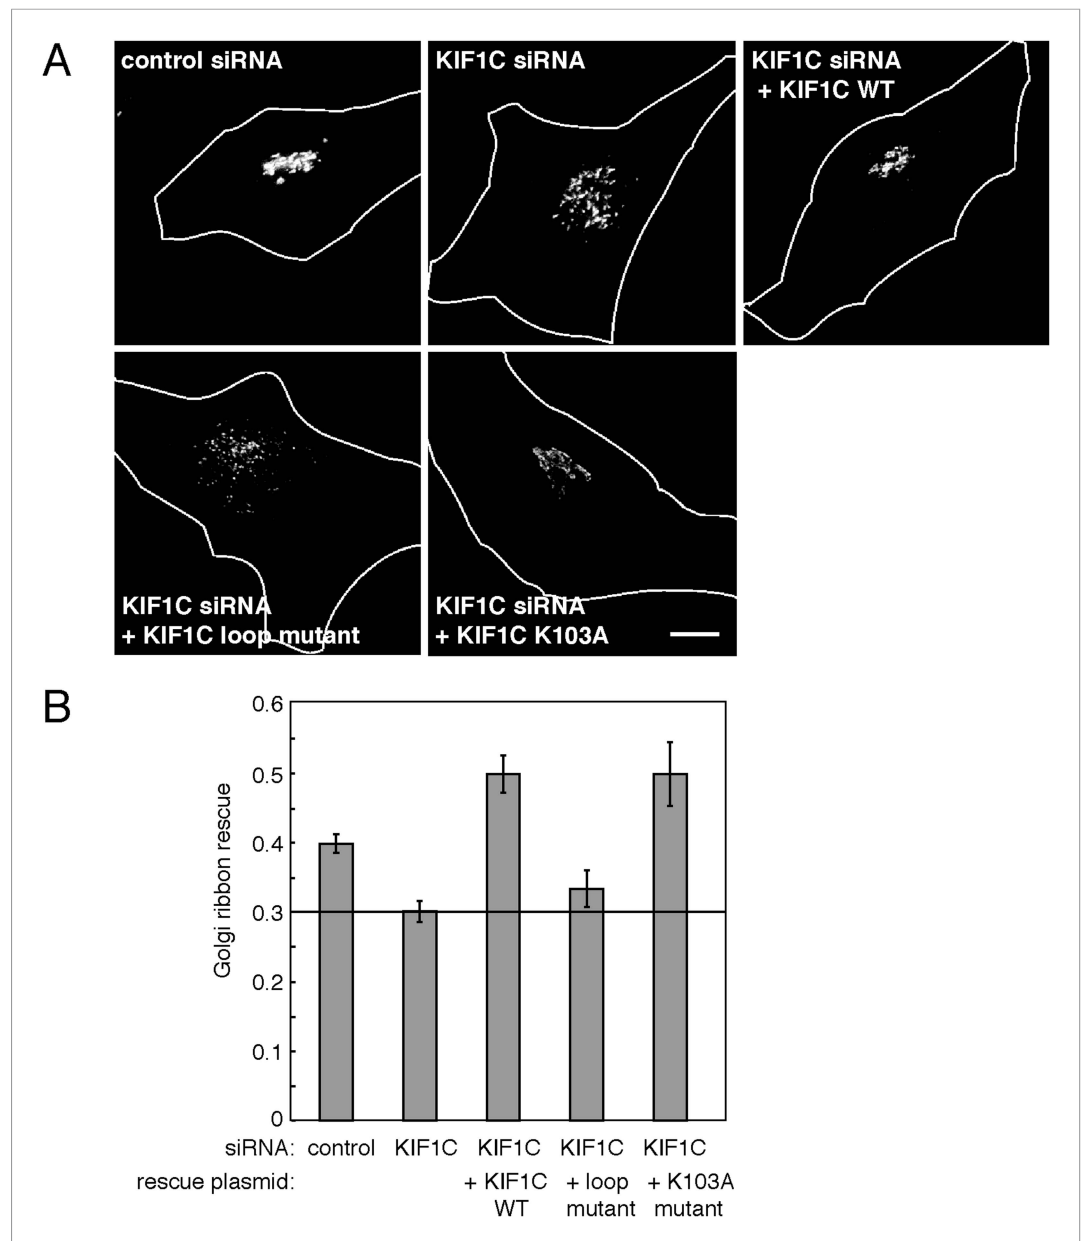 A
control siRNA
KIF1C siRNA
KIF1C siRNA
+ KIF1C WT
KIF1C siRNA
+ KIF1C loop mutant
KIF1C siRNA
+ KIF1C K103A
B
Golgi ribbon rescue
0.6
0.5
0.4
0.3
0.2
0.1
0
siRNA: control KIF1C KIF1C KIF1C KIF1C
rescue plasmid: + KIF1C + loop + K103A
WT mutant mutant